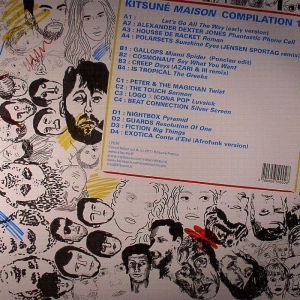 KITSUNÉ MAISON COMPILATION
A1 : Let's Go All The Way (early version)
A2 : ALEXANDER DEXTER JONES Phantastic Phone Call
A3 : HOUSSE DE RACKET Roman
A4 : POLARSETS Sunshine Eyes (JENSEN SPORTAG remix)
B1 : GALLOPS Miami Spider (Ponctier edit)
B2 : COSMONAUT Say What You Want
B3 : CREEP Days (AZARI & III remix)
B4 : IS TROPICAL The Greeks
C1 : PETER & THE MAGICIAN Twist
C2 : THE TOUCH Sermon
C3 : LOGO / ICONA POP Luvsick
C4 : BEAT CONNECTION Silver Screen
D1 : NIGHTBOX Pyramid
D2 : GUARDS Resolution Of One
D3 : FICTION Big Things
D4 : EXOTICA Conte d'Eté (Afrofunk version)